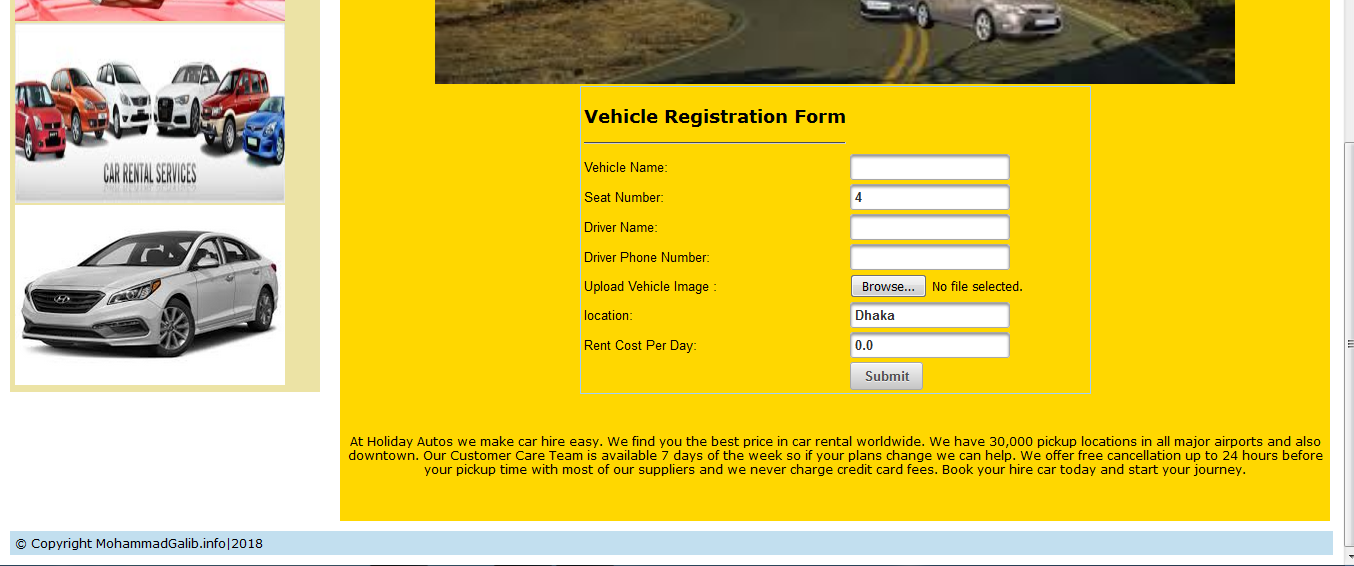 CAR RENTAL SERVICES
Vehicle Registration Form
Vehicle Name:
Seat Number: 4
Driver Name:
Driver Phone Number:
Upload Vehicle Image : Browse... No file selected.
location: Dhaka
Rent Cost Per Day: 0.0
Submit
At Holiday Autos we make car hire easy. We find you the best price in car rental worldwide. We have 30,000 pickup locations in all major airports and also
downtown. Our Customer Care Team is available 7 days of the week so if your plans change we can help. We offer free cancellation up to 24 hours before
your pickup time with most of our suppliers and we never charge credit card fees. Book your hire car today and start your journey.
© Copyright MohammadGalib.info|2018